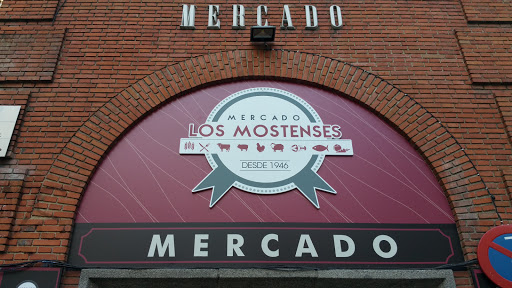 MERCADO
MERCADO
LOS MOSTENSES
DESDE 1946
MERCADO